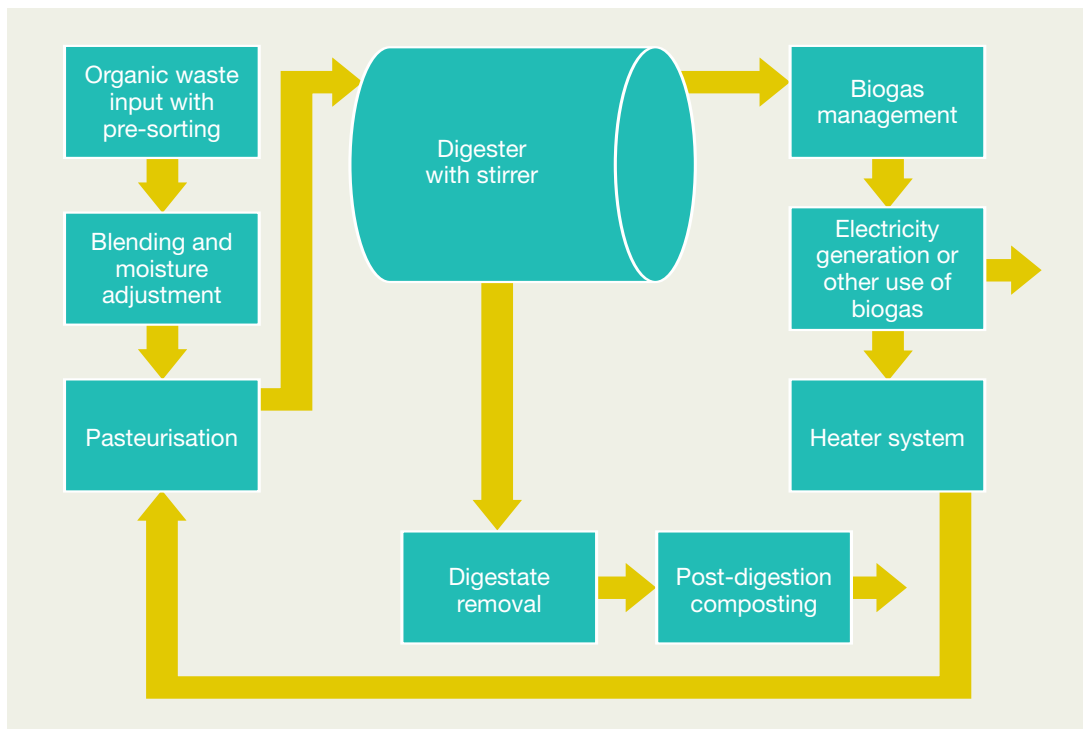 Organic waste
input with
pre-sorting
Blending and
moisture
adjustment
Pasteurisation
Digester
with stirrer
Biogas
management
Electricity
generation or
other use of
biogas
Heater system
Digestate
removal
Post-digestion
composting